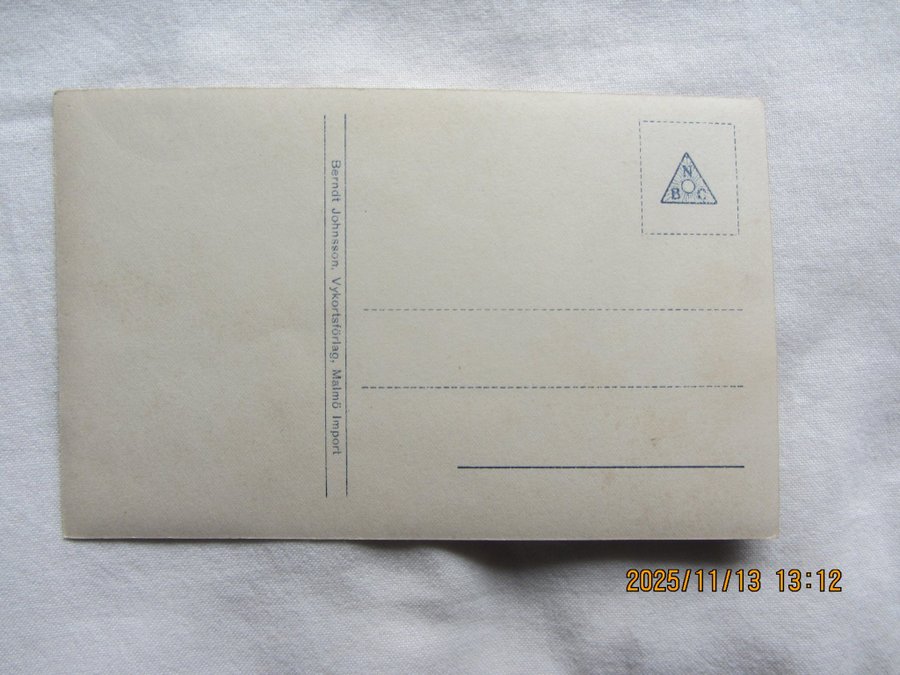 Berndt Johnsson, Vykortsförlag, Malmö Import
N
B C
2025/11/13 13:12